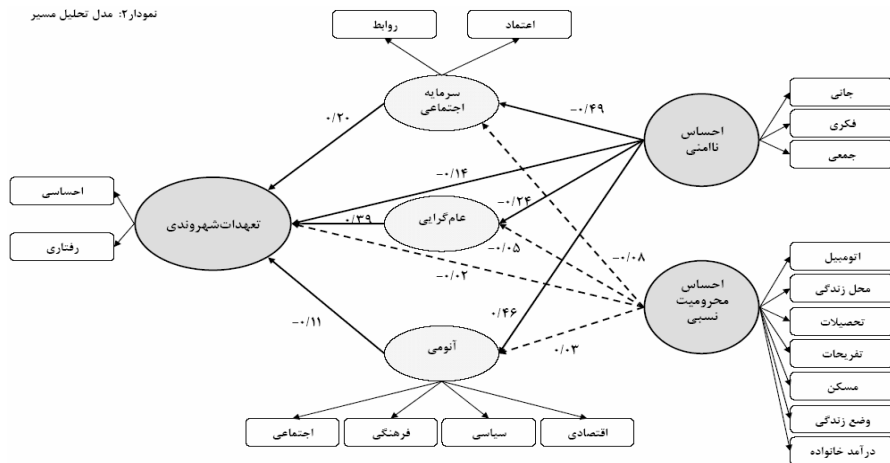 نمودار۲: مدل تحلیل مسیر
اعتماد
روابط
سرمایه
اجتماعی
جانی
فکری
جمعی
احساس
ناامنی
-۰/۴۹
۰/۲۰
-۰/۱۴
-۰/۲۴
احساسی
رفتاری
تعهدات‌شهروندی
عام‌گرایی
۰/۳۹
-۰/۰۵
-۰/۰۸
-۰/۰۲
احساس
محرومیت
نسبی
اتومبیل
محل زندگی
تحصیلات
تفریحات
مسکن
وضع زندگی
درآمد خانواده
۰/۴۶
-۰/۱۱
آنومی
۰/۰۳
اقتصادی
سیاسی
فرهنگی
اجتماعی